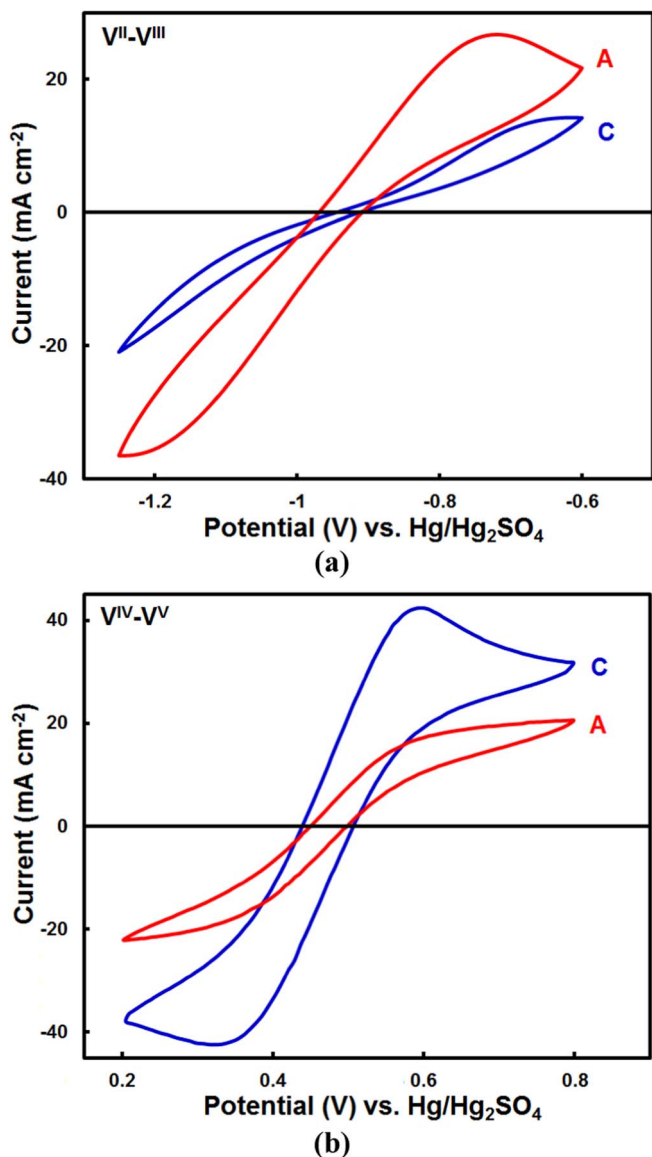 V^II-V^III
A
C
20
0
-20
-40
Current (mA cm^-2)
-1.2 -1 -0.8 -0.6
Potential (V) vs. Hg/Hg₂SO₄
(a)
V^IV-V^V
C
A
40
20
0
-20
-40
Current (mA cm^-2)
0.2 0.4 0.6 0.8
Potential (V) vs. Hg/Hg₂SO₄
(b)